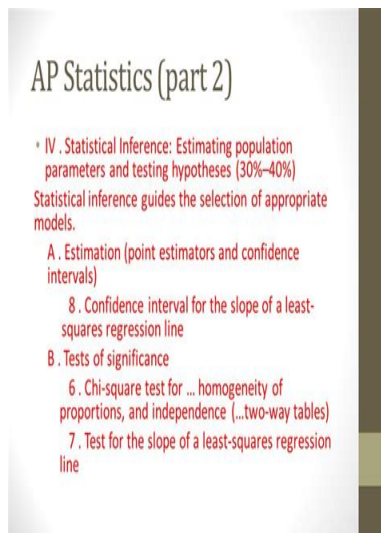 AP Statistics (part 2)
• IV . Statistical Inference: Estimating population
parameters and testing hypotheses (30%–40%)
Statistical inference guides the selection of appropriate
models.
A . Estimation (point estimators and confidence
intervals)
8 . Confidence interval for the slope of a least-
squares regression line
B . Tests of significance
6 . Chi-square test for ... homogeneity of
proportions, and independence (...two-way tables)
7 . Test for the slope of a least-squares regression
line